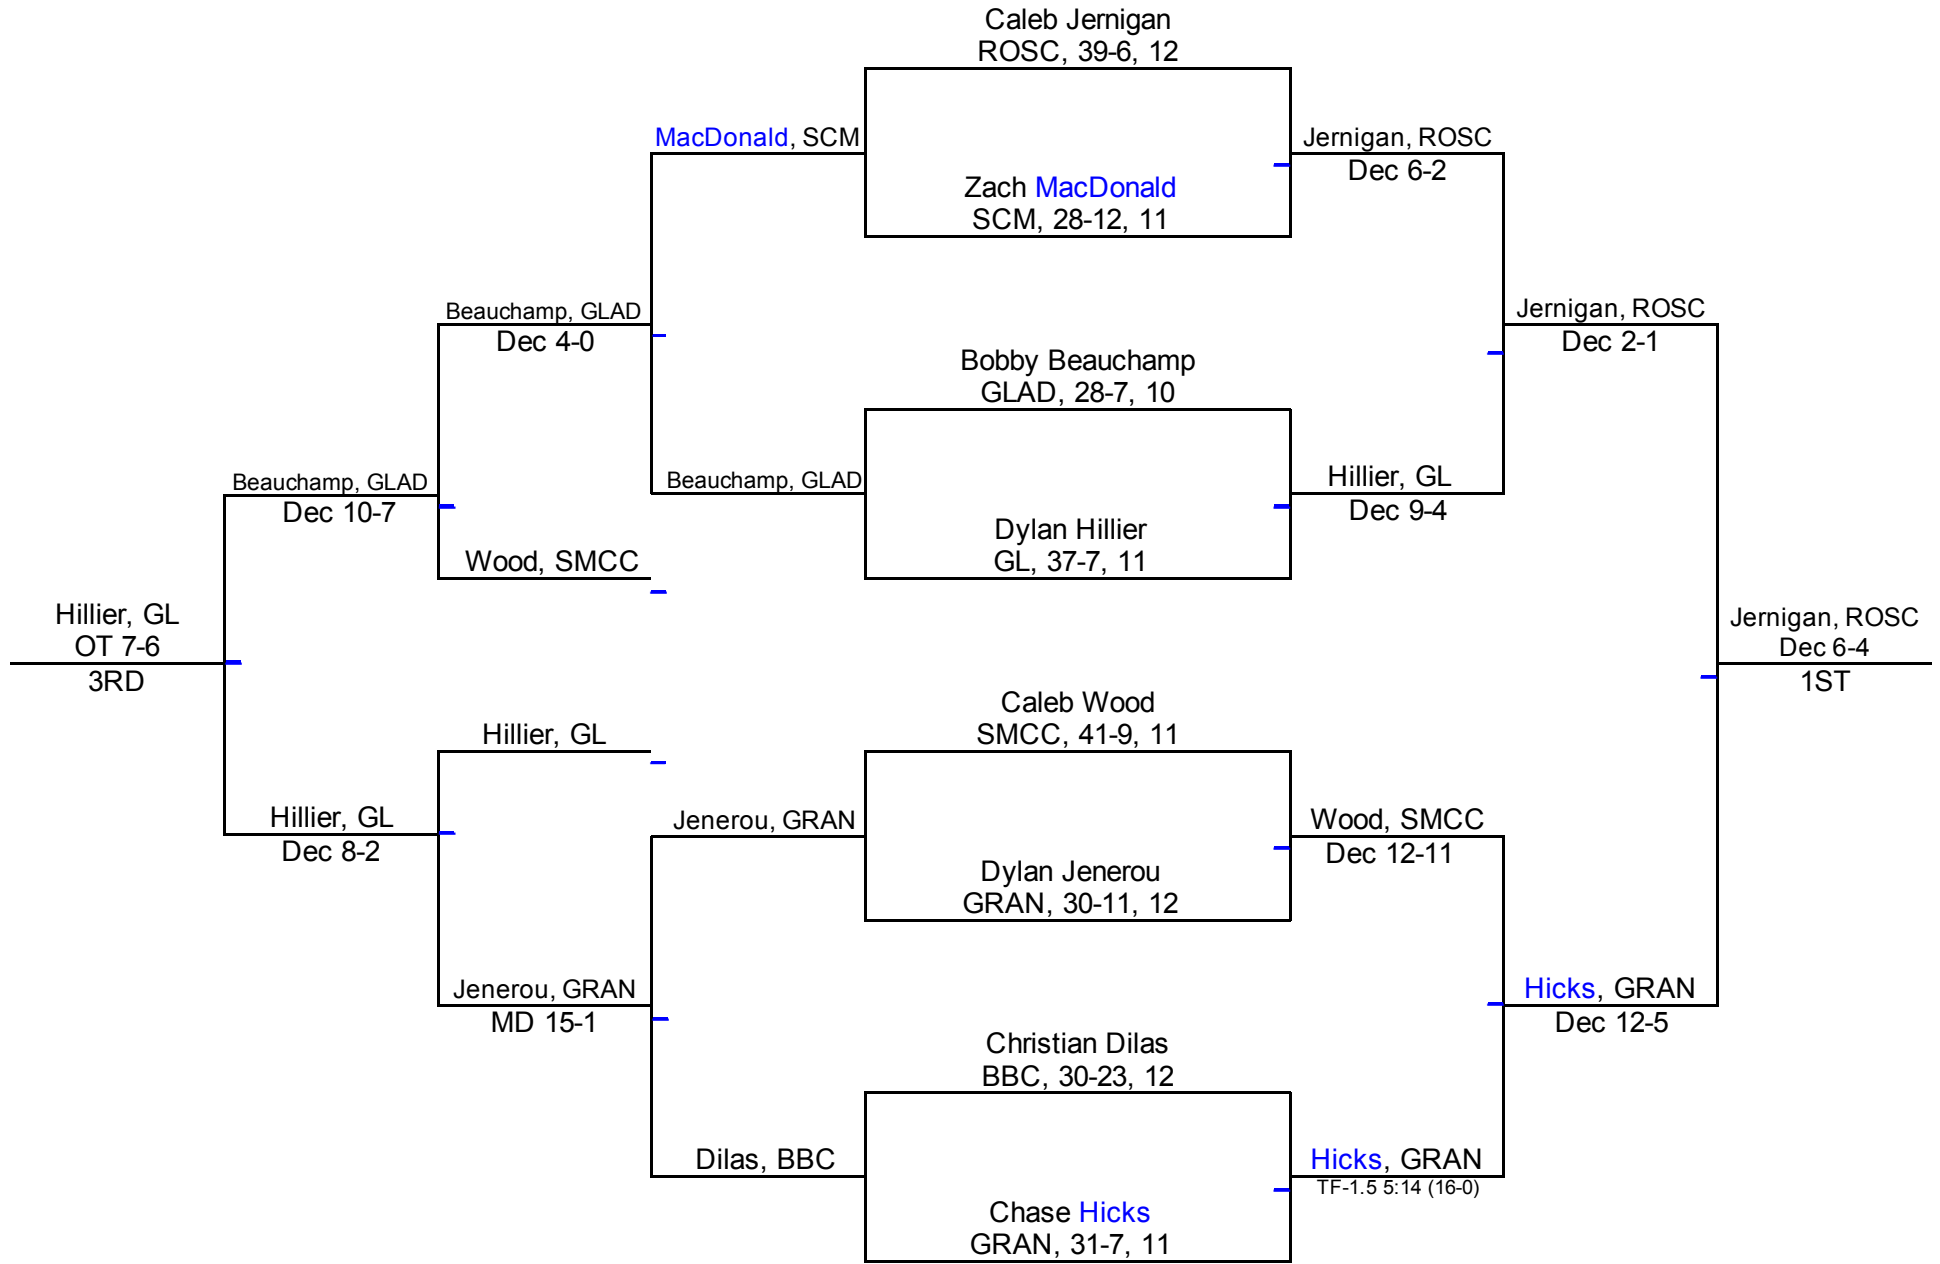 Caleb Jernigan
ROSC, 39-6, 12
MacDonald, SCM
Jernigan, ROSC
Dec 6-2
Zach MacDonald
SCM, 28-12, 11
Beauchamp, GLAD
Dec 4-0
Jernigan, ROSC
Dec 2-1
Bobby Beauchamp
GLAD, 28-7, 10
Beauchamp, GLAD
Dec 10-7
Beauchamp, GLAD
Hillier, GL
Dec 9-4
Dylan Hillier
GL, 37-7, 11
Wood, SMCC
Hillier, GL
OT 7-6
3RD
Jernigan, ROSC
Dec 6-4
1ST
Caleb Wood
SMCC, 41-9, 11
Hillier, GL
Hillier, GL
Dec 8-2
Jenerou, GRAN
Wood, SMCC
Dec 12-11
Dylan Jenerou
GRAN, 30-11, 12
Jenerou, GRAN
MD 15-1
Hicks, GRAN
Dec 12-5
Christian Dilas
BBC, 30-23, 12
Dilas, BBC
Hicks, GRAN
TF-1.5 5:14 (16-0)
Chase Hicks
GRAN, 31-7, 11